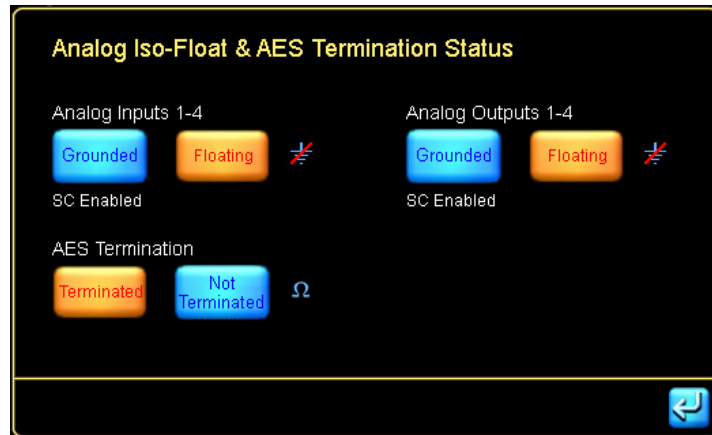 Analog Iso-Float & AES Termination Status
Analog Inputs 1-4
Grounded
Floating
SC Enabled
Analog Outputs 1-4
Grounded
Floating
SC Enabled
AES Termination
Terminated
Not
Terminated
Ω